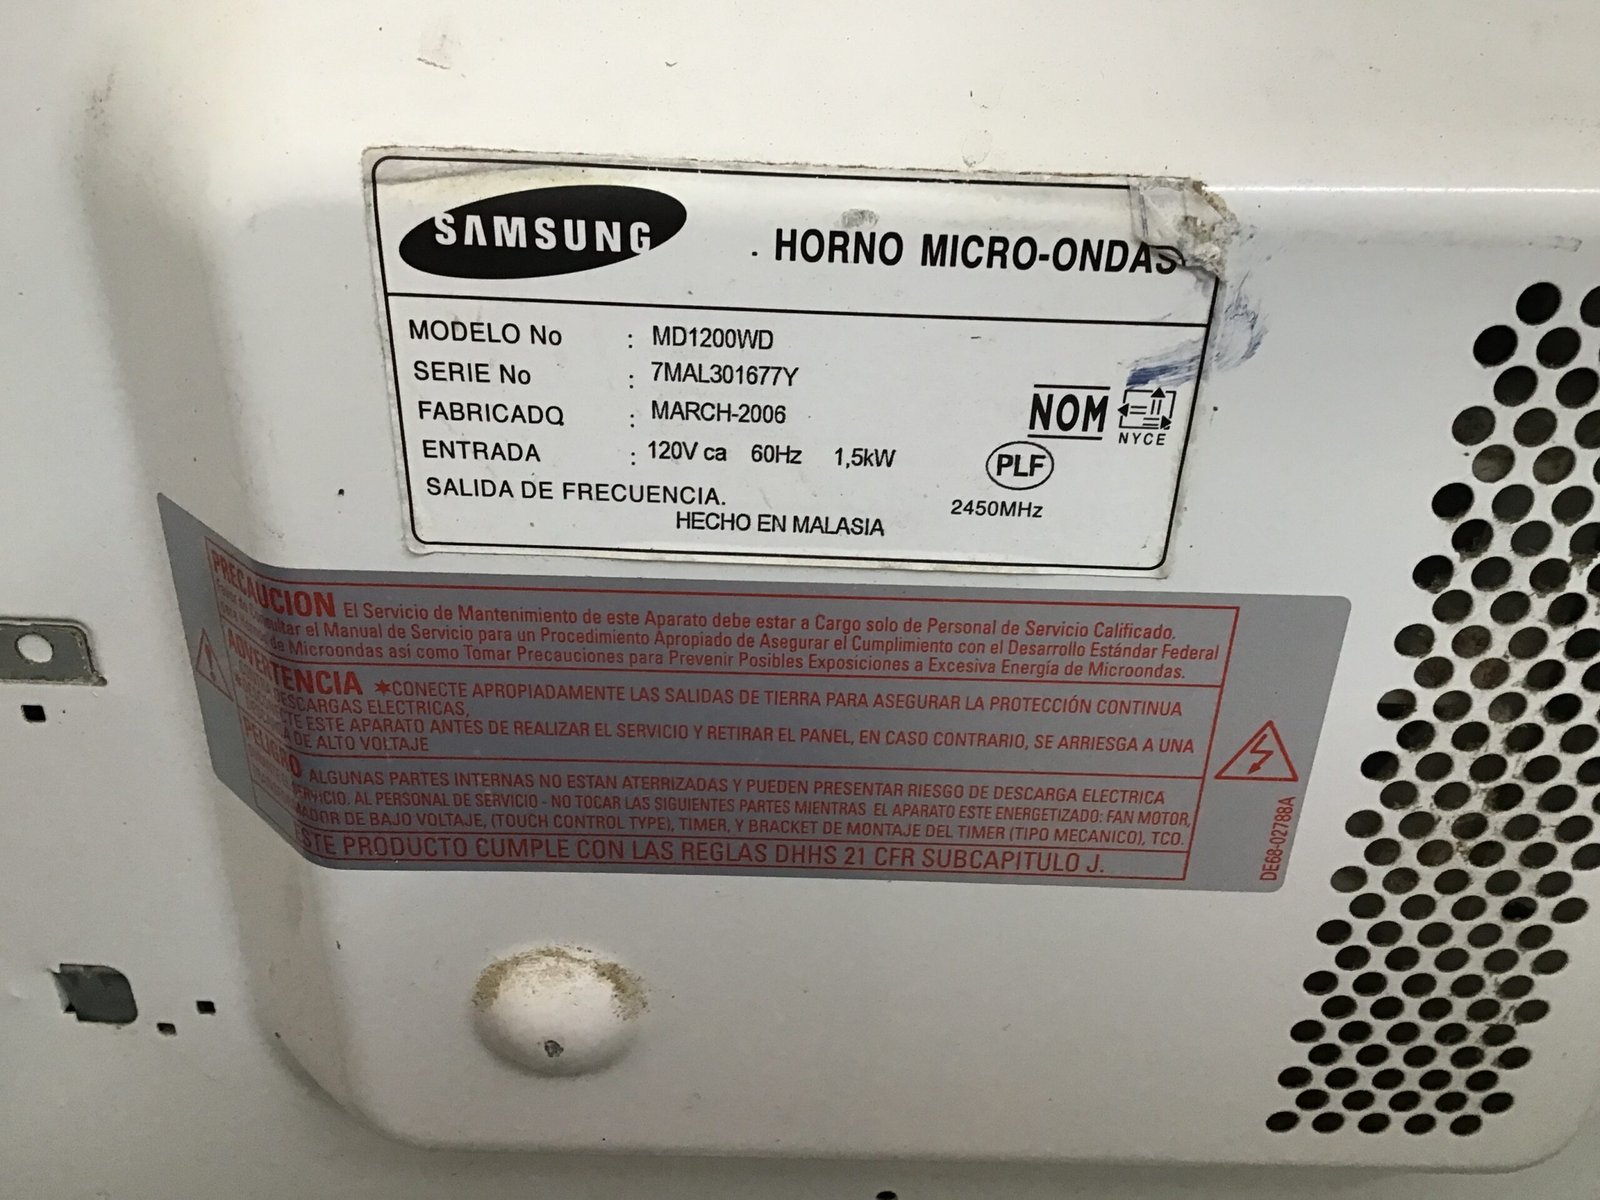 SAMSUNG
HORNO MICRO-ONDAS
MODELO No : MD1200WD
SERIE No : 7MAL301677Y
FABRICADO : MARCH-2006
ENTRADA : 120V ca 60Hz 1,5kW
SALIDA DE FRECUENCIA. 2450MHz
HECHO EN MALASIA
NOM
NYCE
PLF
PRECAUCION El Servicio de Mantenimiento de este Aparato debe estar a Cargo solo de Personal de Servicio Calificado.
Favor de Consultar el Manual de Servicio para un Procedimiento Apropiado de Asegurar el Cumplimiento con el Desarrollo Estándar Federal
de Microondas así como Tomar Precauciones para Prevenir Posibles Exposiciones a Excesiva Energía de Microondas.
ADVERTENCIA *CONECTE APROPIADAMENTE LAS SALIDAS DE TIERRA PARA ASEGURAR LA PROTECCIÓN CONTINUA
DESCARGAS ELECTRICAS,
TE ESTE APARATO ANTES DE REALIZAR EL SERVICIO Y RETIRAR EL PANEL, EN CASO CONTRARIO, SE ARRIESGA A UNA
A DE ALTO VOLTAJE
PELIGRO ALGUNAS PARTES INTERNAS NO ESTAN ATERRIZADAS Y PUEDEN PRESENTAR RIESGO DE DESCARGA ELECTRICA
SERVICIO. AL PERSONAL DE SERVICIO - NO TOCAR LAS SIGUIENTES PARTES MIENTRAS EL APARATO ESTE ENERGETIZADO: FAN MOTOR,
MADOR DE BAJO VOLTAJE, (TOUCH CONTROL TYPE), TIMER, Y BRACKET DE MONTAJE DEL TIMER (TIPO MECANICO), TCO.
STE PRODUCTO CUMPLE CON LAS REGLAS DHHS 21 CFR SUBCAPITULO J.
DE68-02788A